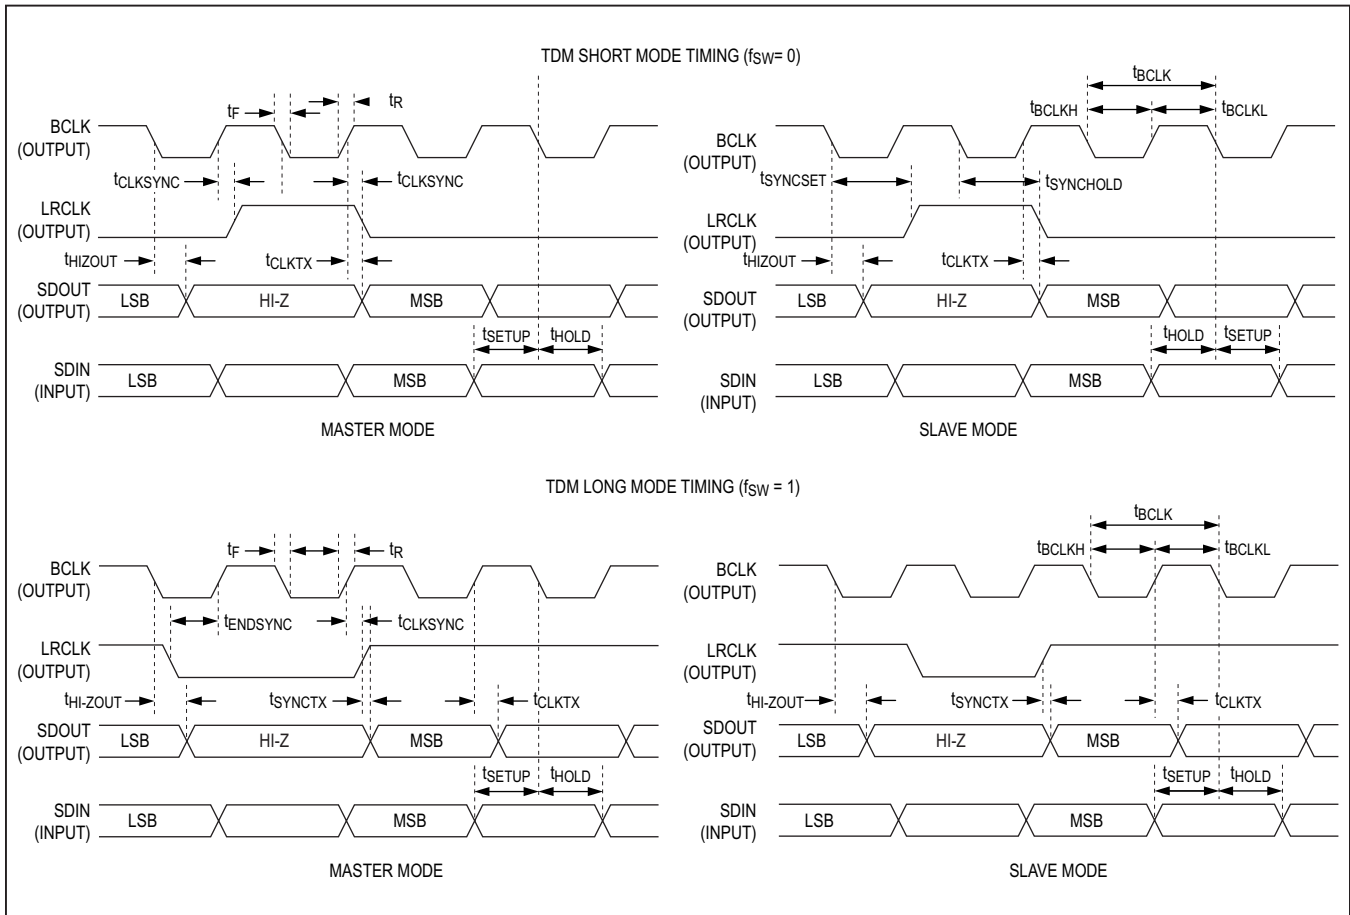 TDM SHORT MODE TIMING (fSW= 0)
tF
tR
BCLK
(OUTPUT)
tCLKSYNC
tCLKSYNC
LRCLK
(OUTPUT)
tHIZOUT
tCLKTX
SDOUT
(OUTPUT)
LSB
HI-Z
MSB
tSETUP
tHOLD
SDIN
(INPUT)
LSB
MSB
MASTER MODE
tBCLK
tBCLKH
tBCLKL
BCLK
(OUTPUT)
tSYNCSET
tSYNCHOLD
LRCLK
(OUTPUT)
tHIZOUT
tCLKTX
SDOUT
(OUTPUT)
LSB
HI-Z
MSB
tHOLD
tSETUP
SDIN
(INPUT)
LSB
MSB
SLAVE MODE
TDM LONG MODE TIMING (fSW = 1)
tF
tR
BCLK
(OUTPUT)
tENDSYNC
tCLKSYNC
LRCLK
(OUTPUT)
tHI-ZOUT
tSYNCTX
tCLKTX
SDOUT
(OUTPUT)
LSB
HI-Z
MSB
tSETUP
tHOLD
SDIN
(INPUT)
LSB
MSB
MASTER MODE
tBCLK
tBCLKH
tBCLKL
BCLK
(OUTPUT)
LRCLK
(OUTPUT)
tHI-ZOUT
tSYNCTX
tCLKTX
SDOUT
(OUTPUT)
LSB
HI-Z
MSB
tSETUP
tHOLD
SDIN
(INPUT)
LSB
MSB
SLAVE MODE